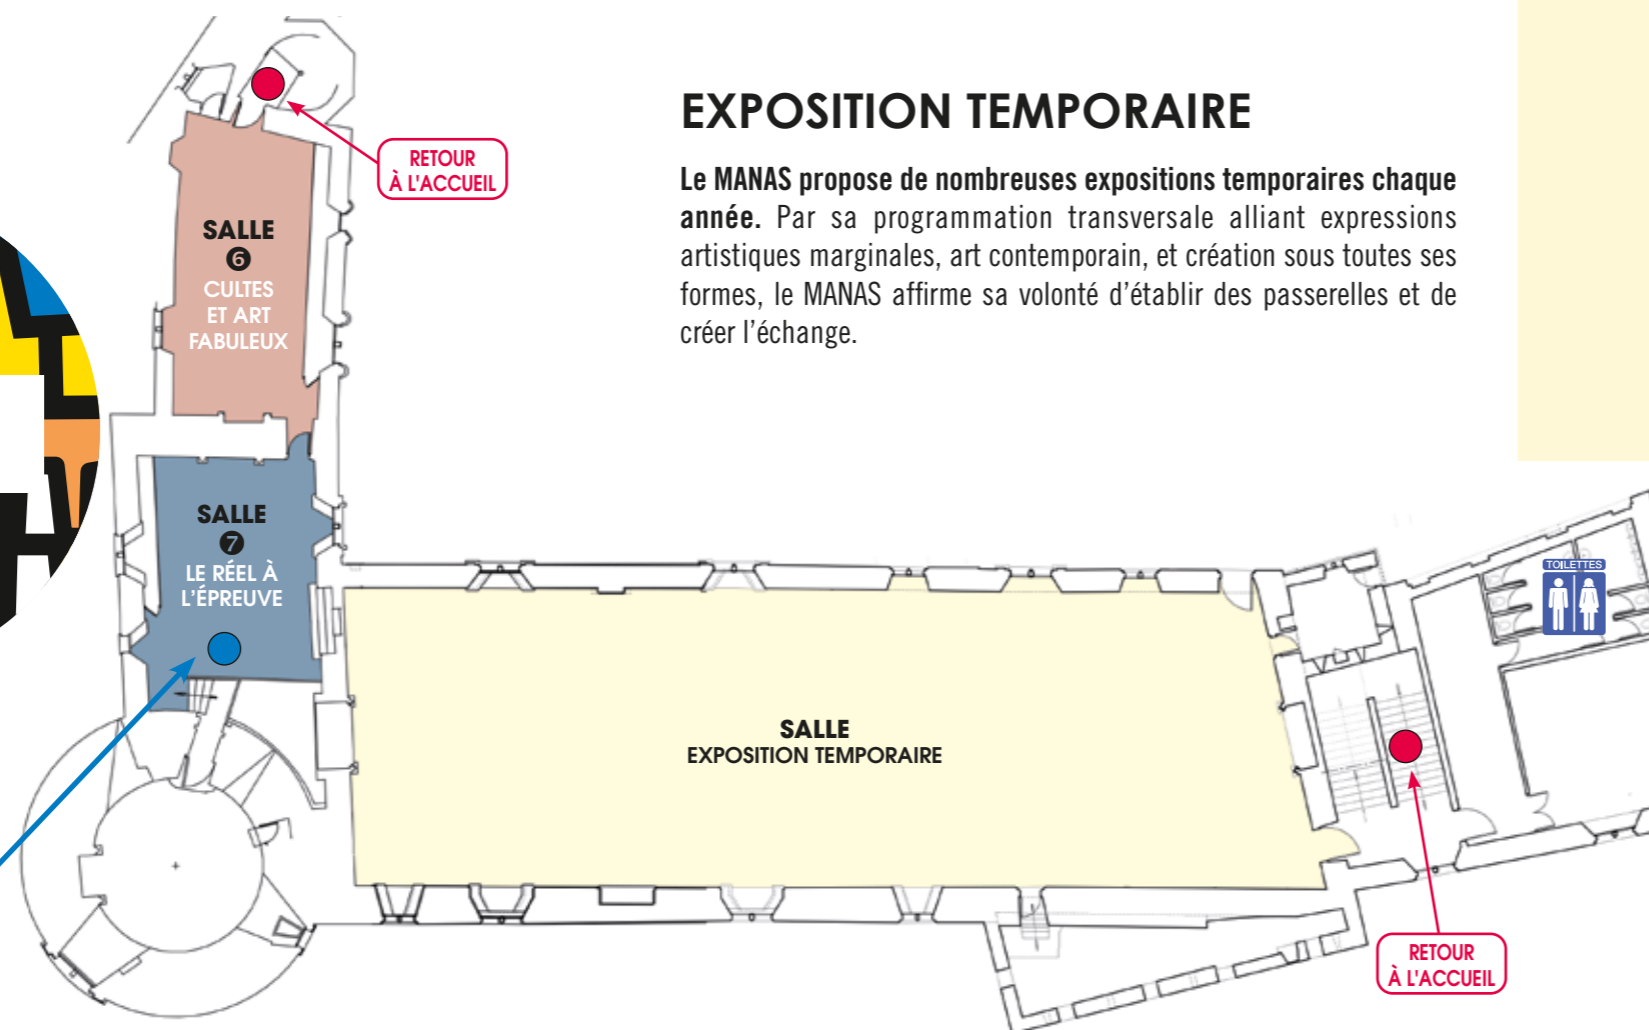 EXPOSITION TEMPORAIRE
Le MANAS propose de nombreuses expositions temporaires chaque
année. Par sa programmation transversale alliant expressions
artistiques marginales, art contemporain, et création sous toutes ses
formes, le MANAS affirme sa volonté d’établir des passerelles et de
créer l’échange.
RETOUR
À L'ACCUEIL
SALLE
6
CULTES
ET ART
FABULEUX
SALLE
7
LE RÉEL À
L’ÉPREUVE
SALLE
EXPOSITION TEMPORAIRE
TOILETTES
RETOUR
À L'ACCUEIL